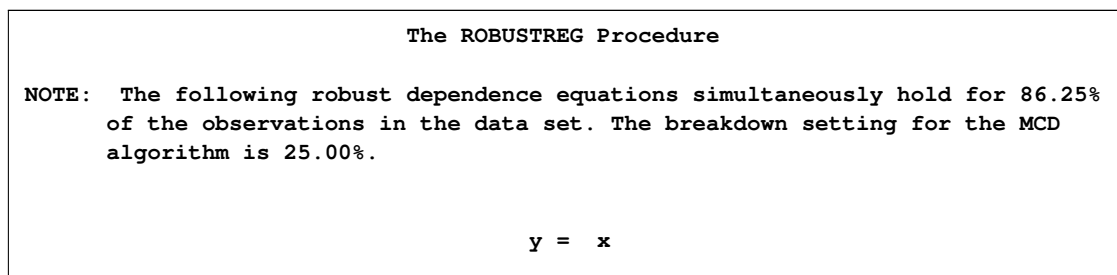 The ROBUSTREG Procedure
NOTE: The following robust dependence equations simultaneously hold for 86.25%
of the observations in the data set. The breakdown setting for the MCD
algorithm is 25.00%.
y = x